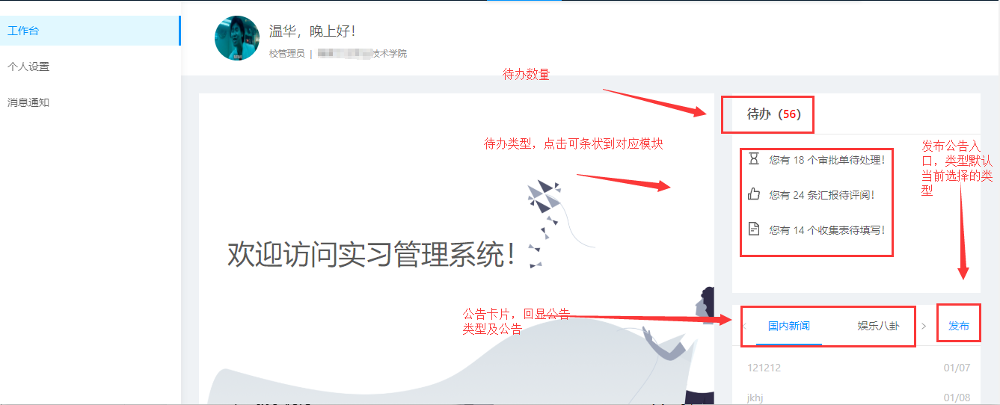 工作台
个人设置
消息通知
温华，晚上好！
校管理员 | 技术学院
待办数量
待办（56）
待办类型，点击可条状到对应模块
您有 18 个审批单待处理！
您有 24 条汇报待评阅！
您有 14 个收集表待填写！
发布公告入
口，类型默认
当前选择的类
型
欢迎访问实习管理系统！
公告卡片，回显公告
类型及公告
国内新闻
娱乐八卦
发布
121212 01/07
jkhj 01/08